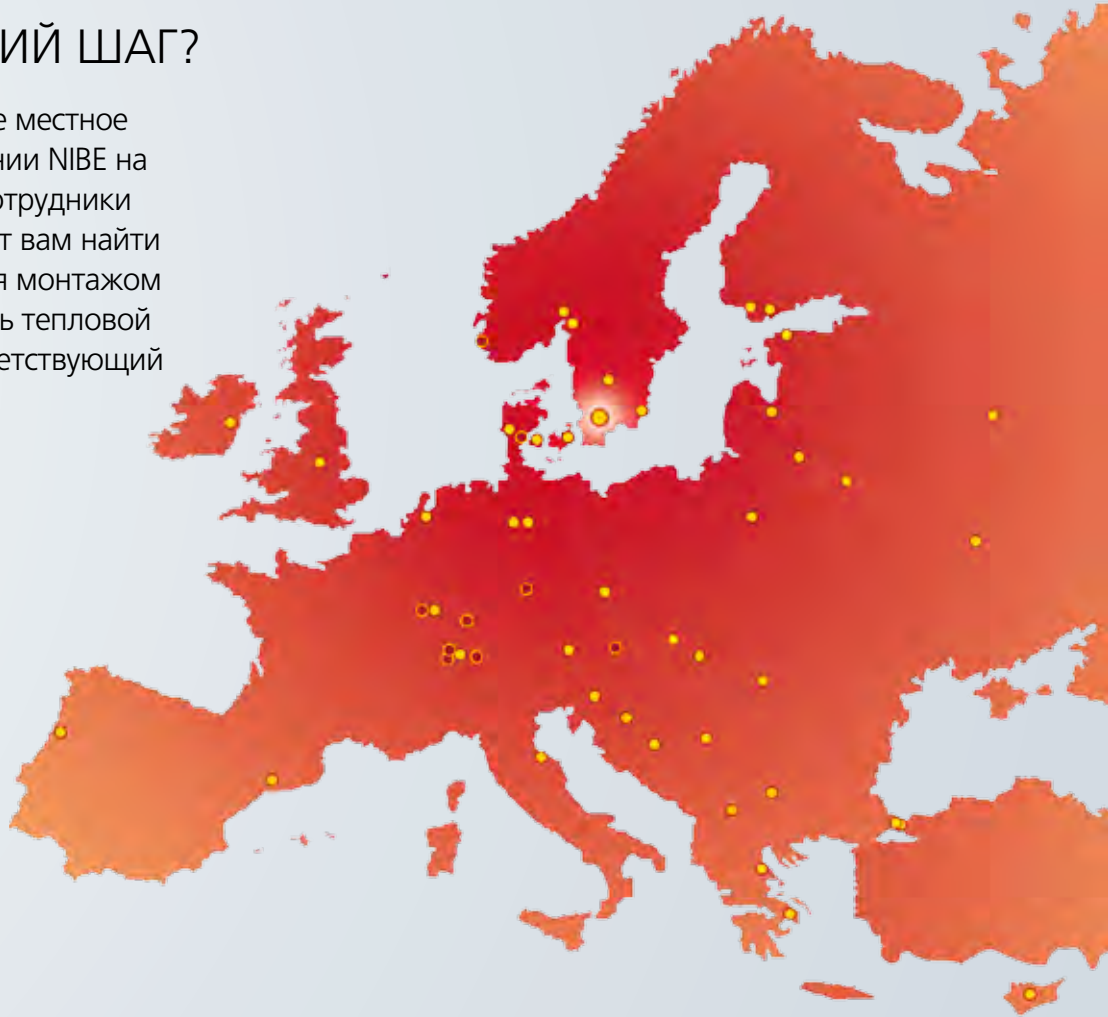 ИЙ ШАГ?
е местное
нии NIBE на
отрудники
т вам найти
я монтажом
ь тепловой
етствующий